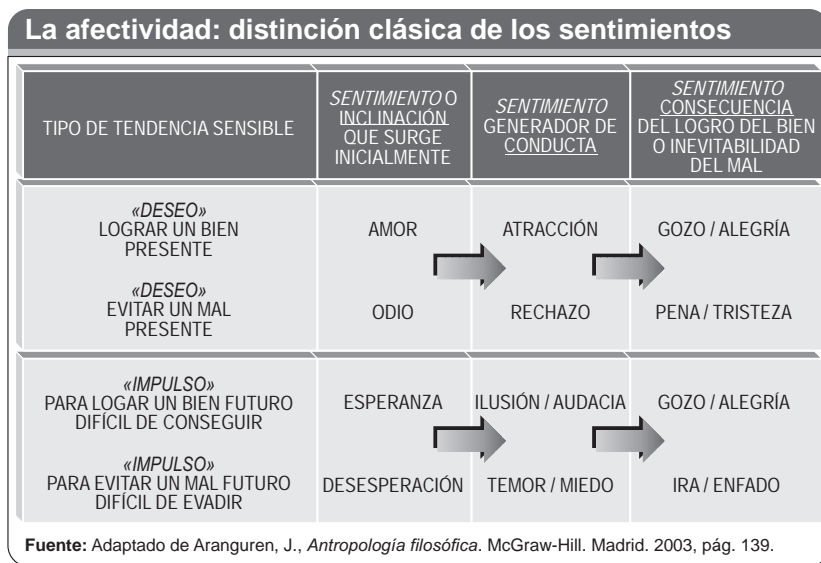 La afectividad: distinción clásica de los sentimientos
TIPO DE TENDENCIA SENSIBLE
SENTIMIENTO O
INCLINACIÓN
QUE SURGE
INICIALMENTE
SENTIMIENTO
GENERADOR DE
CONDUCTA
SENTIMIENTO
CONSECUENCIA
DEL LOGRO DEL BIEN
O INEVITABILIDAD
DEL MAL
«DESEO»
LOGRAR UN BIEN
PRESENTE
AMOR
ATRACCIÓN
GOZO / ALEGRÍA
«DESEO»
EVITAR UN MAL
PRESENTE
ODIO
RECHAZO
PENA / TRISTEZA
«IMPULSO»
PARA LOGAR UN BIEN FUTURO
DIFÍCIL DE CONSEGUIR
ESPERANZA
ILUSIÓN / AUDACIA
GOZO / ALEGRÍA
«IMPULSO»
PARA EVITAR UN MAL FUTURO
DIFÍCIL DE EVADIR
DESESPERACIÓN
TEMOR / MIEDO
IRA / ENFADO
Fuente: Adaptado de Aranguren, J., Antropología filosófica. McGraw-Hill. Madrid. 2003, pág. 139.